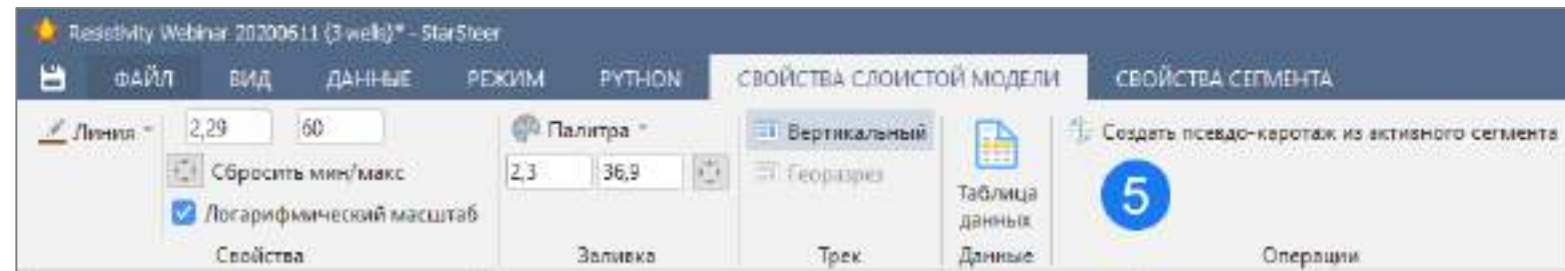 Resistivity Webinar 20200611 (3 wells)* - StarSteer
ФАЙЛ ВИД ДАННЫЕ РЕЖИМ PYTHON СВОЙСТВА СЛОИСТОЙ МОДЕЛИ СВОЙСТВА СЕГМЕНТА
Линия 2,29 60 Палитра Вертикальный Создать псевдо-каротаж из активного сегмента
Сбросить мин/макс 2,3 36,9 Георазрез
Таблица 5
Логарифмический масштаб данных
Свойства Заливка Трек Данные Операции